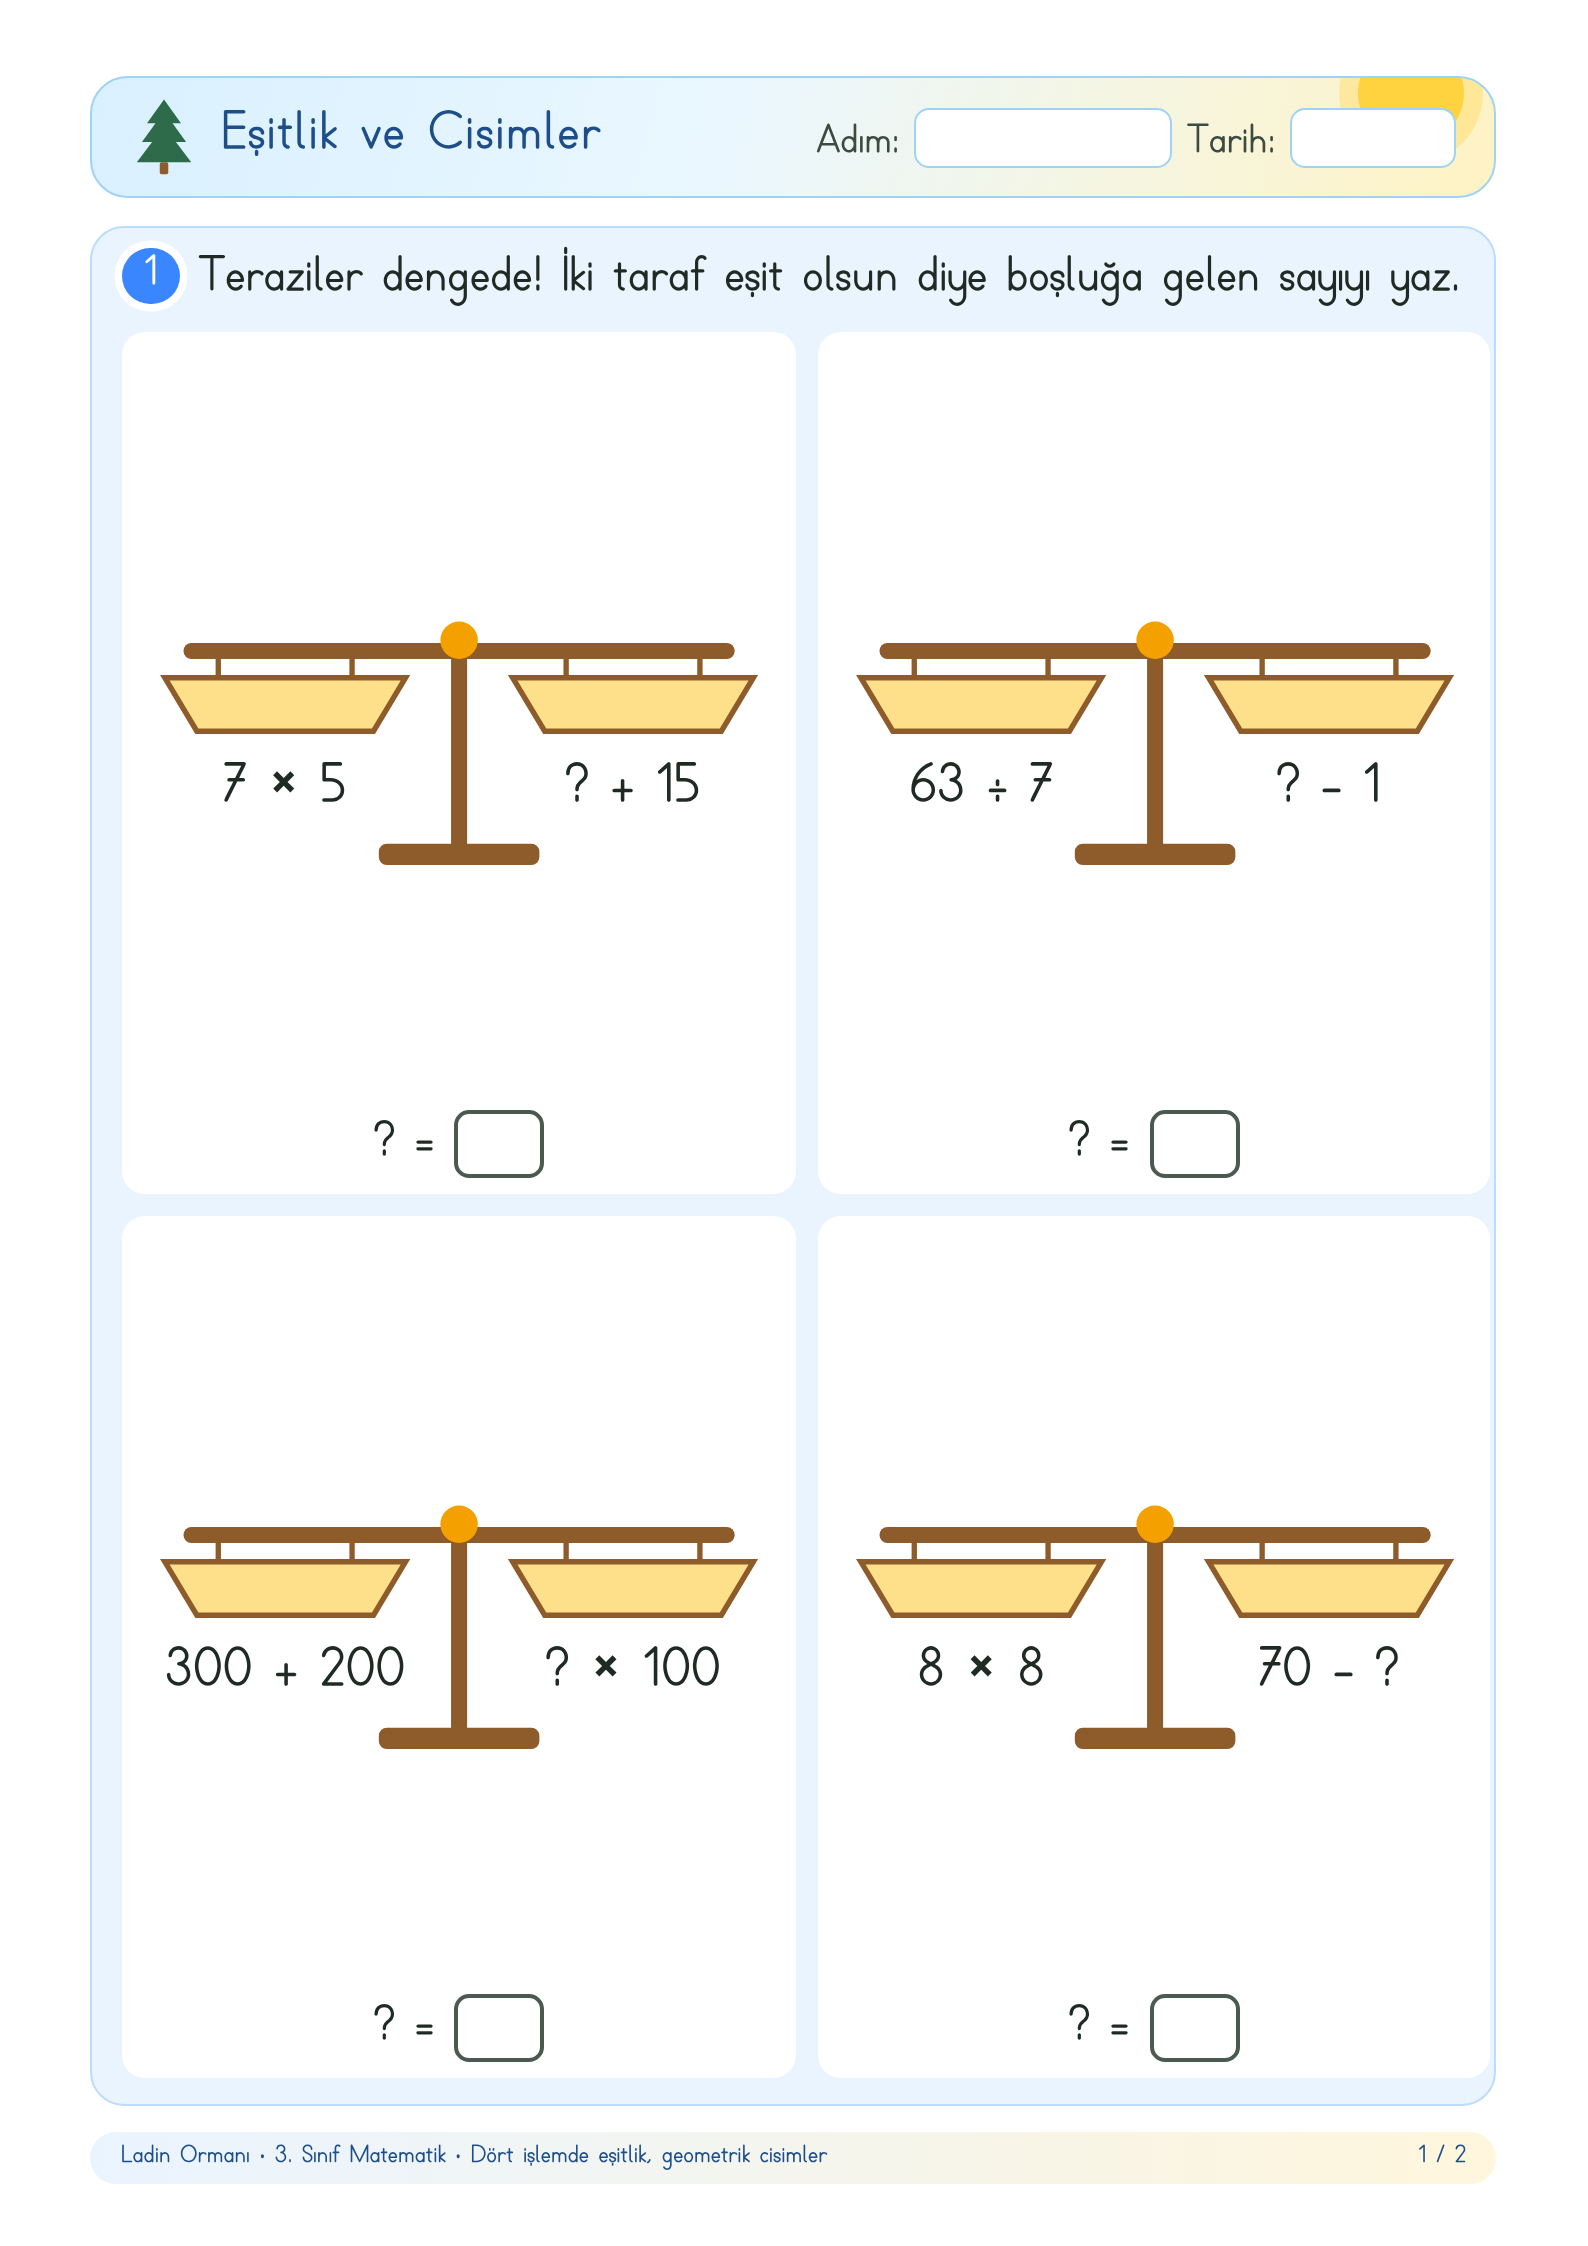 Eşitlik ve Cisimler
Adım:
Tarih:
1 Teraziler dengede! İki taraf eşit olsun diye boşluğa gelen sayıyı yaz.
7 × 5
? + 15
? =
63 ÷ 7
? - 1
? =
300 + 200
? × 100
? =
8 × 8
70 - ?
? =
Ladin Ormanı • 3. Sınıf Matematik • Dört işlemde eşitlik, geometrik cisimler
1 / 2